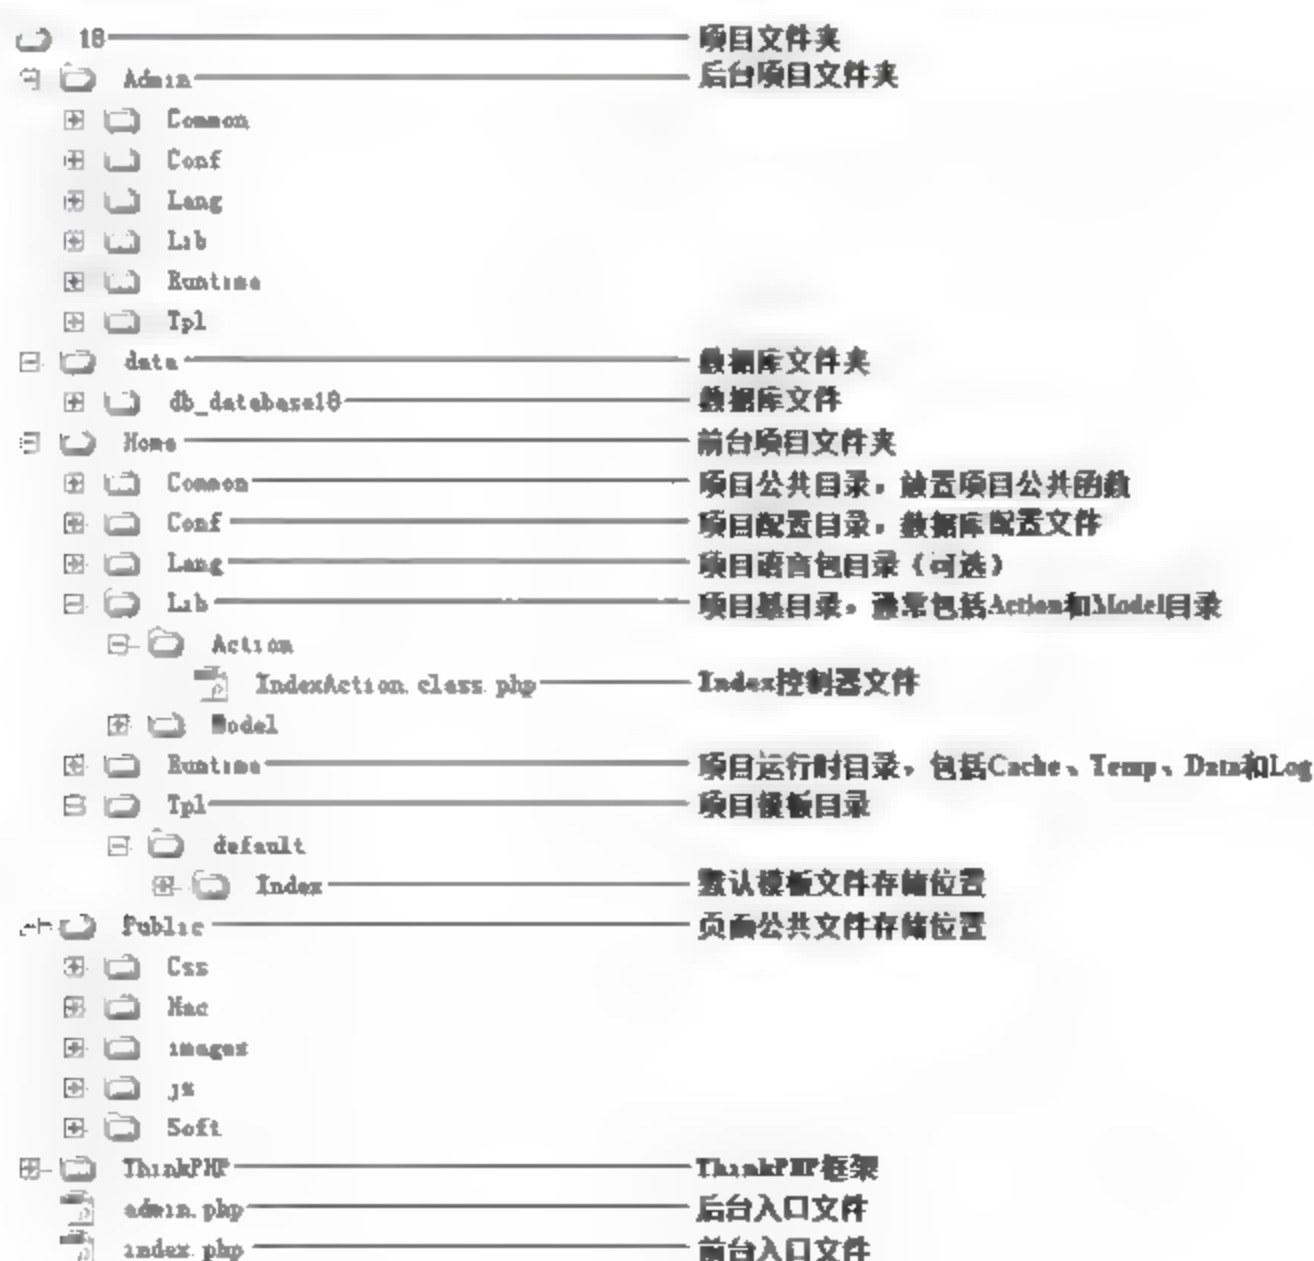 18 项目文件夹
Admin 后台项目文件夹
Common
Conf
Lang
Lib
Runtime
Tpl
data 数据库文件夹
db_database18 数据库文件
Home 前台项目文件夹
Common 项目公共目录，放置项目公共函数
Conf 项目配置目录，数据库配置文件
Lang 项目语言包目录（可选）
Lib 项目基目录，通常包括Action和Model目录
Action
IndexAction.class.php Index控制器文件
Model
Runtime 项目运行时目录，包括Cache、Temp、Data和Log
Tpl 项目模板目录
default
Index 默认模板文件存储位置
Public 页面公共文件存储位置
Css
images
js
Soft
ThinkPHP ThinkPHP框架
admin.php 后台入口文件
index.php 前台入口文件